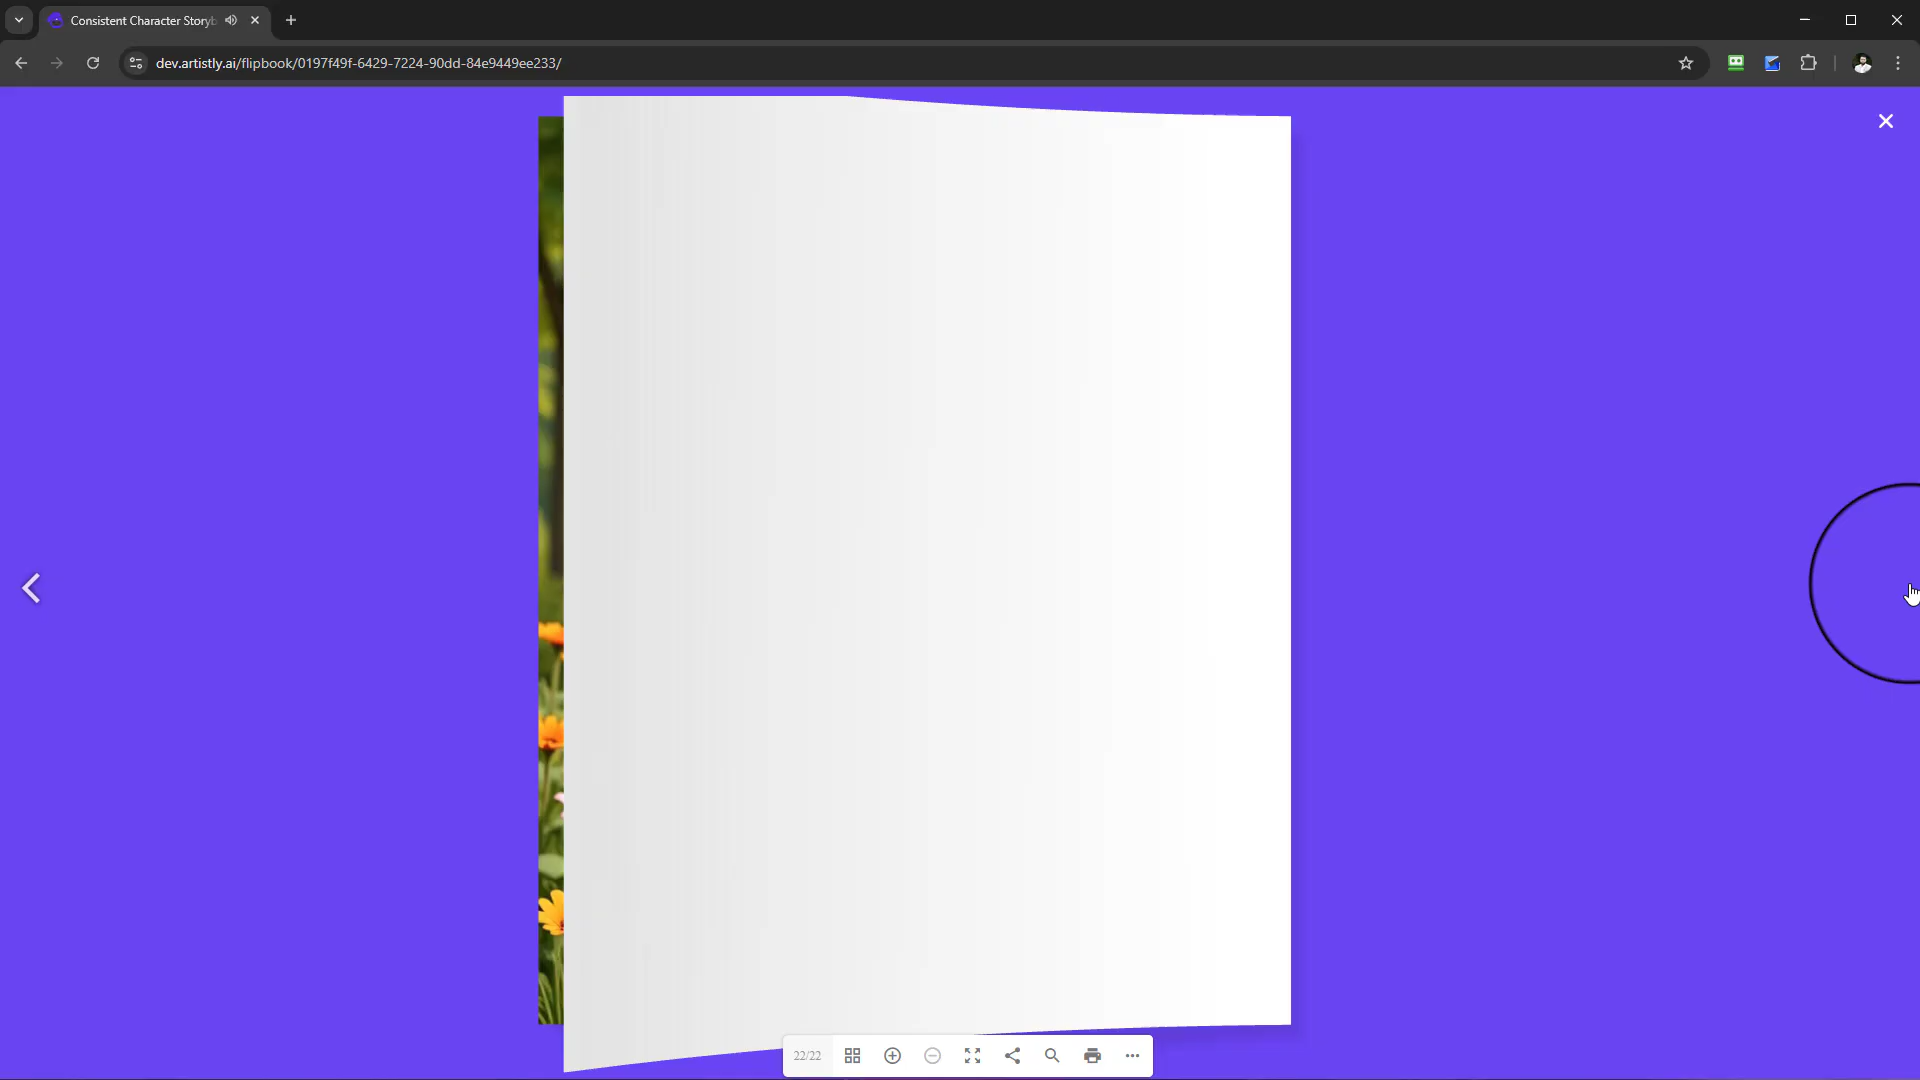 Consistent Character Storyb
dev.artistly.ai/flipbook/0197f49f-6429-7224-90dd-84e9449ee233/
22/22